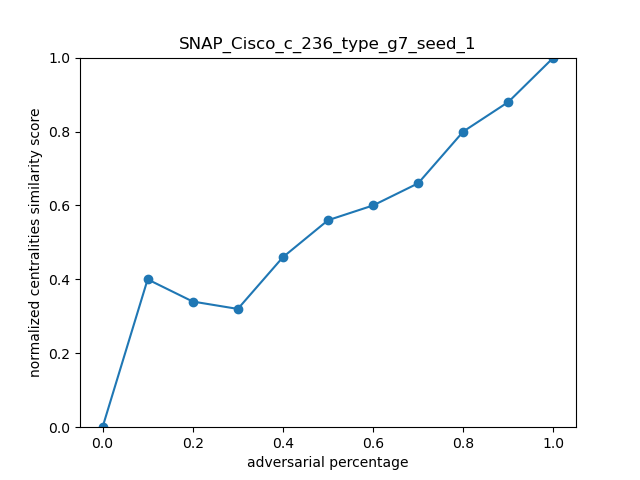 SNAP_Cisco_c_236_type_g7_seed_1
normalized centralities similarity score
1.0
0.8
0.6
0.4
0.2
0.0
0.0 0.2 0.4 0.6 0.8 1.0
adversarial percentage